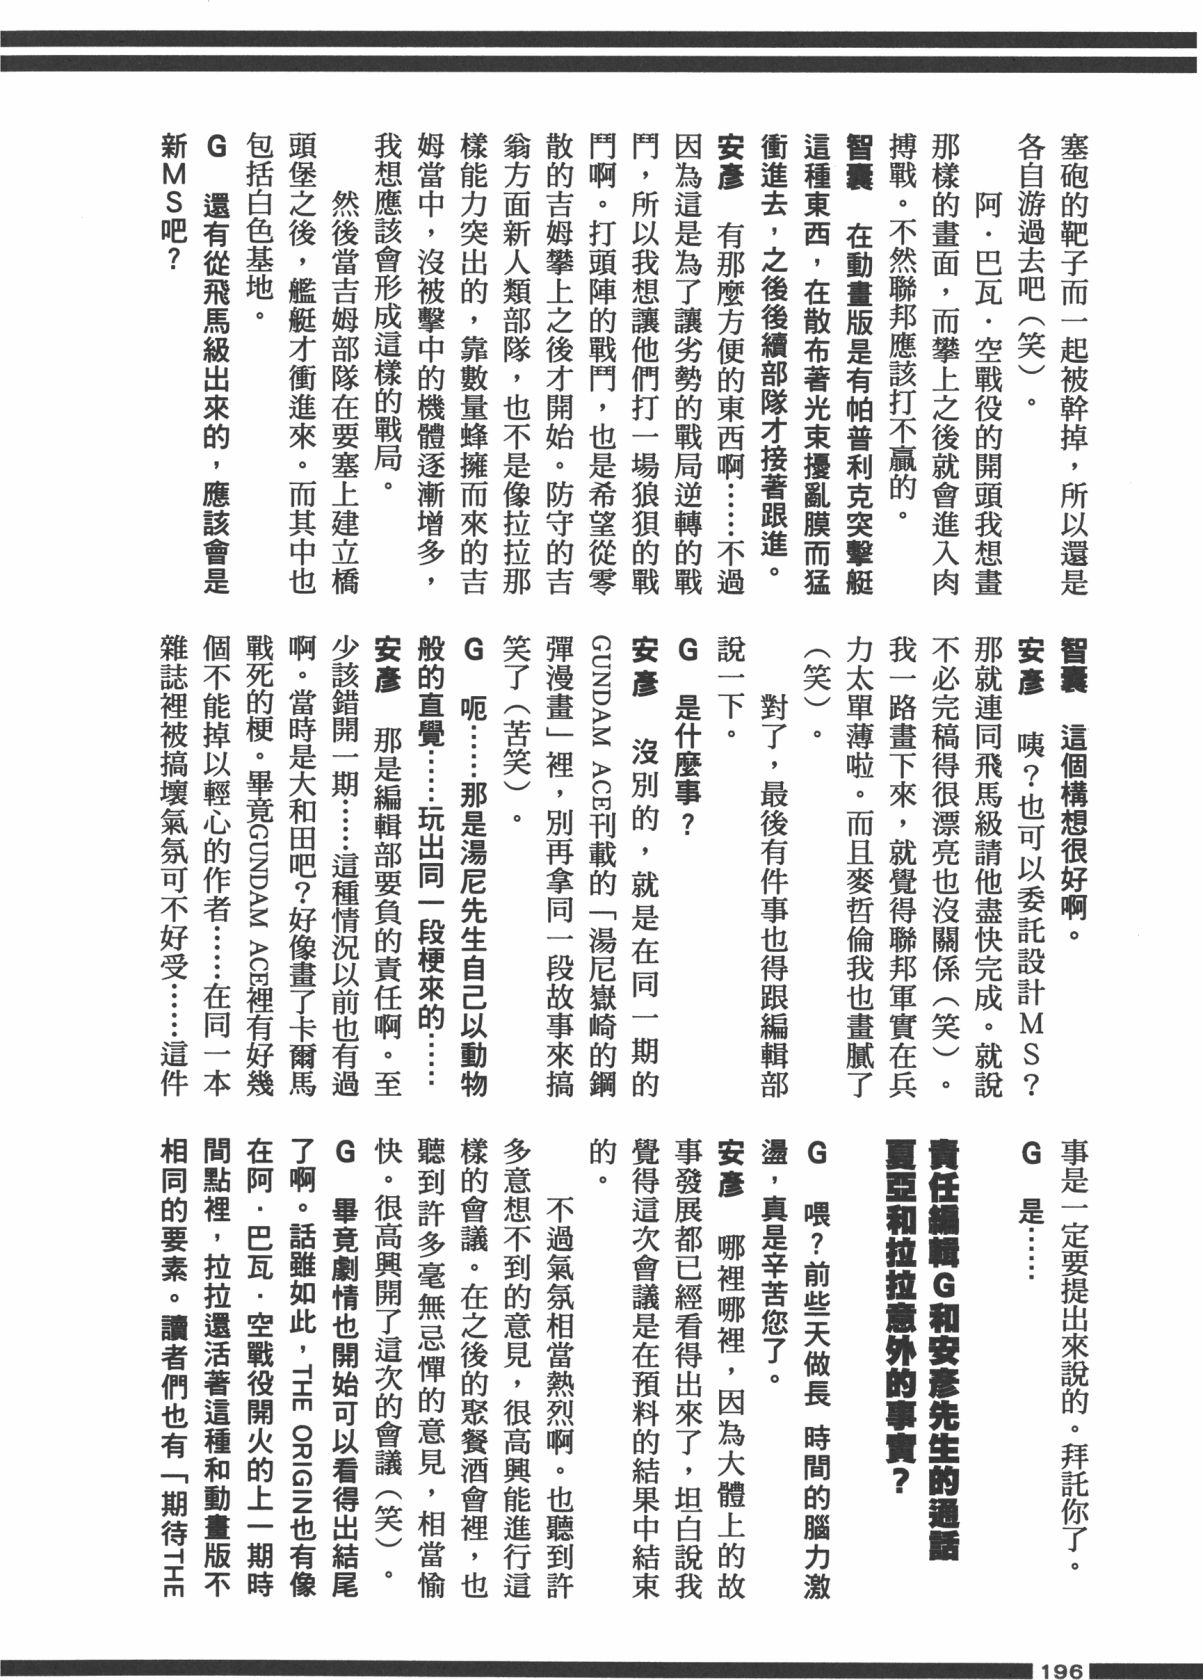 塞砲的靶子而一起被幹掉，所以還是
各自游過去吧（笑）。
　阿．巴瓦．空戰役的開頭我想畫
那樣的畫面，而攀上之後就會進入肉
搏戰。不然聯邦應該打不贏的。
智囊　在動畫版是有帕普利克突擊艇
這種東西，在散布著光束擾亂膜而猛
衝進去，之後後續部隊才接著跟進。
安彥　有那麼方便的東西啊……不過
因為這是為了讓劣勢的戰局逆轉的戰
鬥，所以我想讓他們打一場狼狽的戰
鬥啊。打頭陣的戰鬥，也是希望從零
散的吉姆攀上之後才開始。防守的吉
翁方面新人類部隊，也不是像拉拉那
樣能力突出的，靠數量蜂擁而來的吉
姆當中，沒被擊中的機體逐漸增多，
我想應該會形成這樣的戰局。
　然後當吉姆部隊在要塞上建立橋
頭堡之後，艦艇才衝進來。而其中也
包括白色基地。
G　還有從飛馬級出來的，應該會是
新ＭＳ吧？
智囊　這個構想很好啊。
安彥　咦？也可以委託設計ＭＳ？
那就連同飛馬級請他盡快完成。就說
不必完稿得很漂亮也沒關係（笑）。
我一路畫下來，就覺得聯邦軍實在兵
力太單薄啦。而且麥哲倫我也畫膩了
（笑）。
　對了，最後有件事也得跟編輯部
說一下。
G　是什麼事？
安彥　沒別的，就是在同一期的
GUNDAM ACE刊載的「湯尼嶽崎的鋼
彈漫畫」裡，別再拿同一段故事來搞
笑了（苦笑）。
G　呃……那是湯尼先生自己以動物
般的直覺……玩出同一段梗來的……
安彥　那是編輯部要負的責任啊。至
少該錯開一期……這種情況以前也有過
啊。當時是大和田吧？好像畫了卡爾馬
戰死的梗。畢竟GUNDAM ACE裡有好幾
個不能掉以輕心的作者……在同一本
雜誌裡被搞壞氣氛可不好受……這件
事是一定要提出來說的。拜託你了。
G　是……
責任編輯G和安彥先生的通話
夏亞和拉拉意外的事實？
G　喂？前些天做長 時間的腦力激
盪，真是辛苦您了。
安彥　哪裡哪裡，因為大體上的故
事發展都已經看得出來了，坦白說我
覺得這次會議是在預料的結果中結束
的。
　不過氣氛相當熱烈啊。也聽到許
多意想不到的意見，很高興能進行這
樣的會議。在之後的聚餐酒會裡，也
聽到許多毫無忌憚的意見，相當愉
快。很高興開了這次的會議（笑）。
G　畢竟劇情也開始可以看得出結尾
了啊。話雖如此，THE ORIGIN也有像
在阿．巴瓦．空戰役開火的上一期時
間點裡，拉拉還活著這種和動畫版不
相同的要素。讀者們也有「期待THE
196